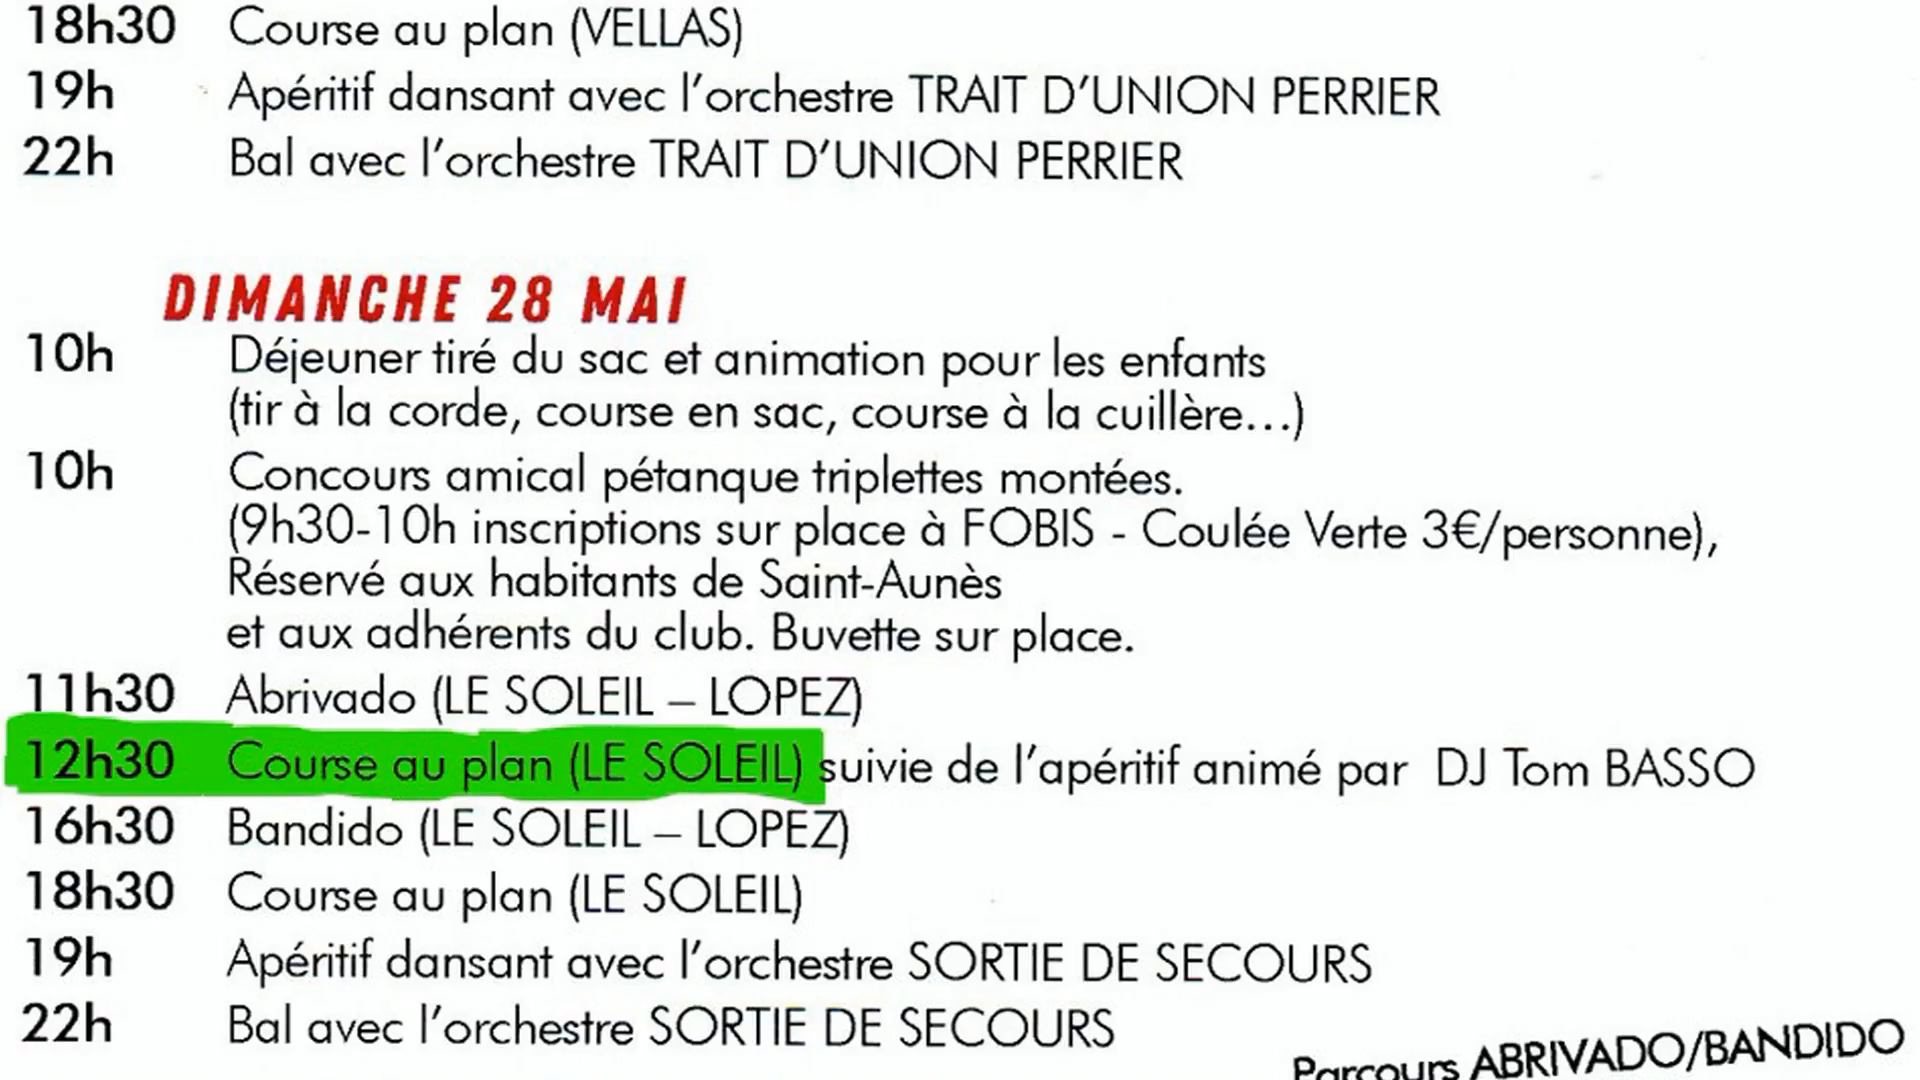 18h30 Course au plan (VELLAS)
19h Apéritif dansant avec l'orchestre TRAIT D'UNION PERRIER
22h Bal avec l'orchestre TRAIT D'UNION PERRIER
DIMANCHE 28 MAI
10h Déjeuner tiré du sac et animation pour les enfants
(tir à la corde, course en sac, course à la cuillère...)
10h Concours amical pétanque triplettes montées.
(9h30-10h inscriptions sur place à FOBIS - Coulée Verte 3€/personne),
Réservé aux habitants de Saint-Aunès
et aux adhérents du club. Buvette sur place.
11h30 Abrivado (LE SOLEIL – LOPEZ)
12h30 Course au plan (LE SOLEIL) suivie de l'apéritif animé par DJ Tom BASSO
16h30 Bandido (LE SOLEIL – LOPEZ)
18h30 Course au plan (LE SOLEIL)
19h Apéritif dansant avec l'orchestre SORTIE DE SECOURS
22h Bal avec l'orchestre SORTIE DE SECOURS
Parcours ABRIVADO/BANDIDO